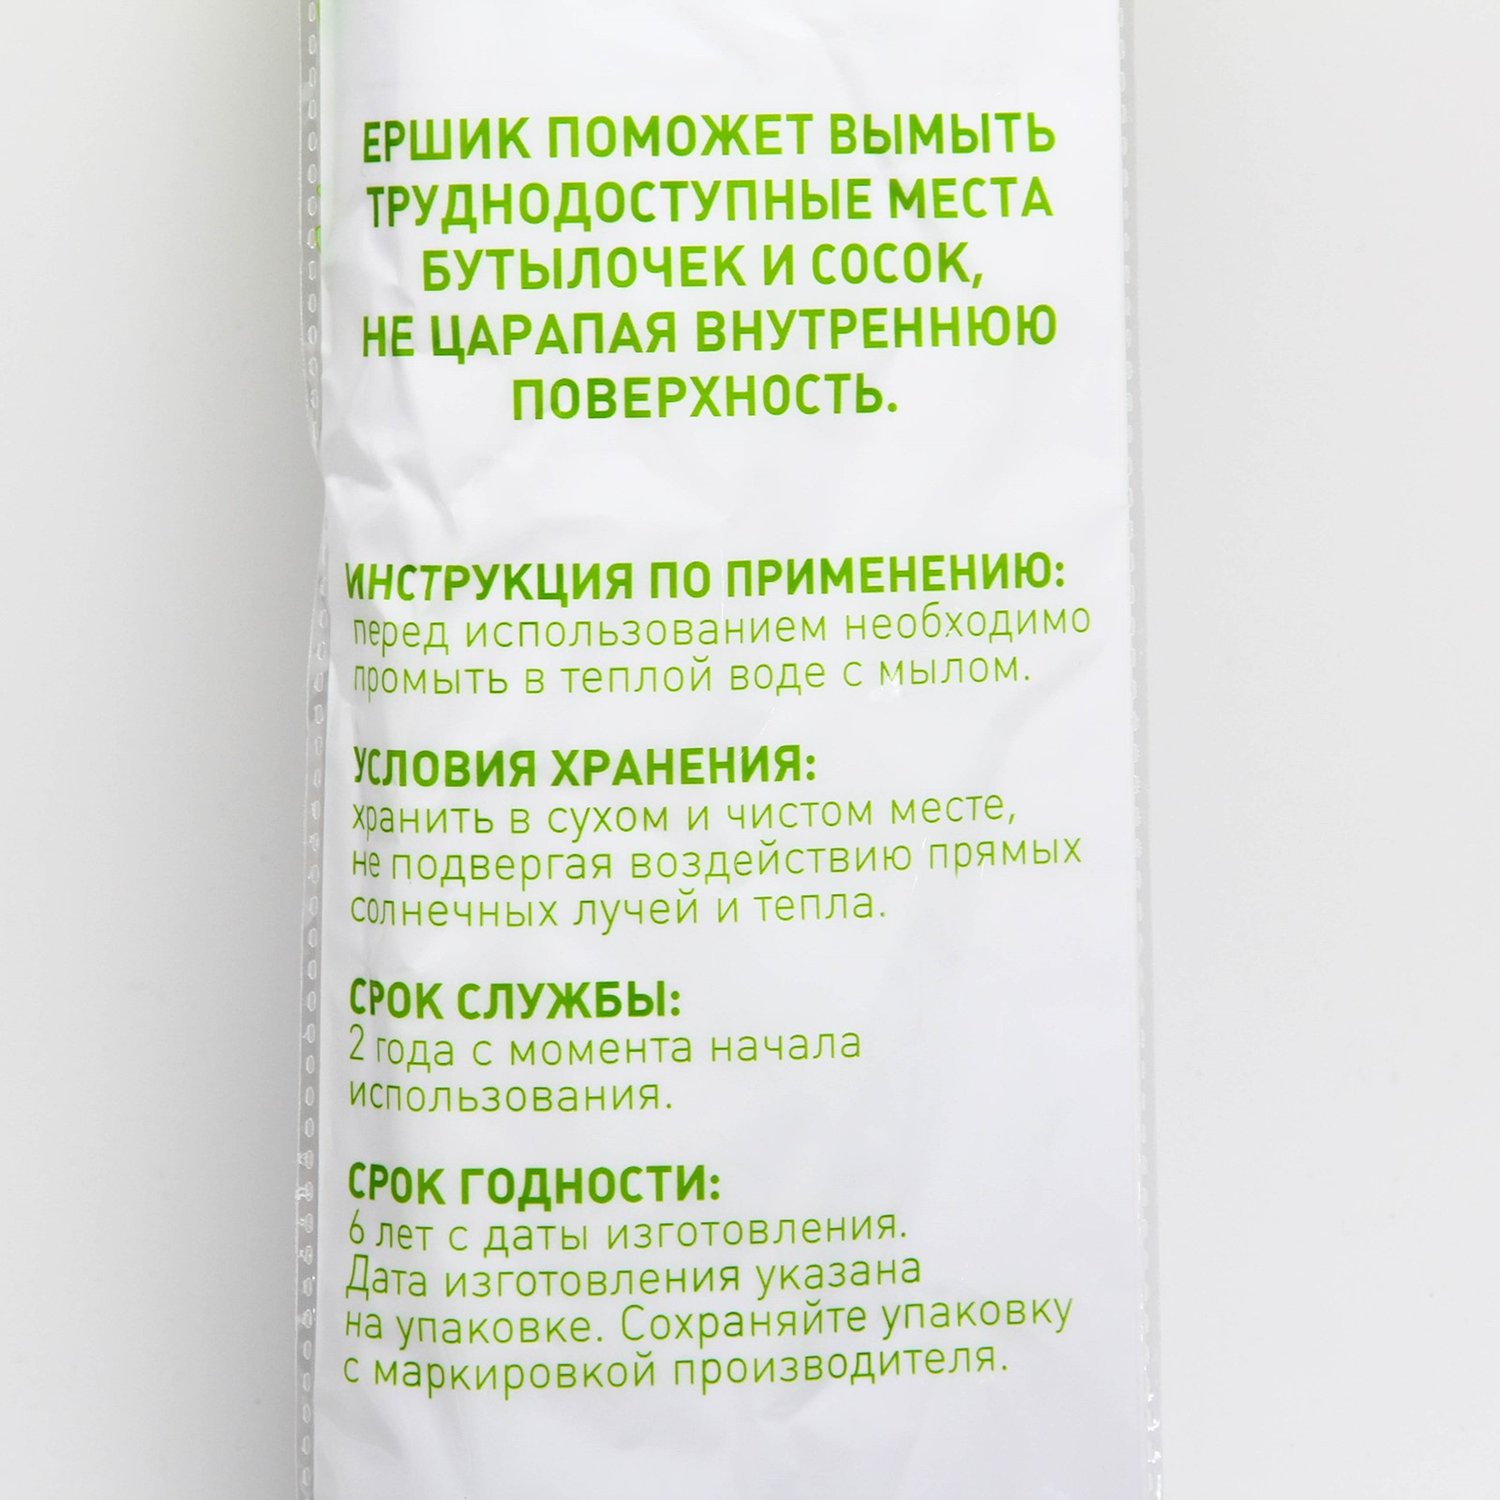 ЕРШИК ПОМОЖЕТ ВЫМЫТЬ
ТРУДНОДОСТУПНЫЕ МЕСТА
БУТЫЛОЧЕК И СОСОК,
НЕ ЦАРАПАЯ ВНУТРЕННЮЮ
ПОВЕРХНОСТЬ.
ИНСТРУКЦИЯ ПО ПРИМЕНЕНИЮ:
перед использованием необходимо
промыть в теплой воде с мылом.
УСЛОВИЯ ХРАНЕНИЯ:
хранить в сухом и чистом месте,
не подвергая воздействию прямых
солнечных лучей и тепла.
СРОК СЛУЖБЫ:
2 года с момента начала
использования.
СРОК ГОДНОСТИ:
6 лет с даты изготовления.
Дата изготовления указана
на упаковке. Сохраняйте упаковку
с маркировкой производителя.